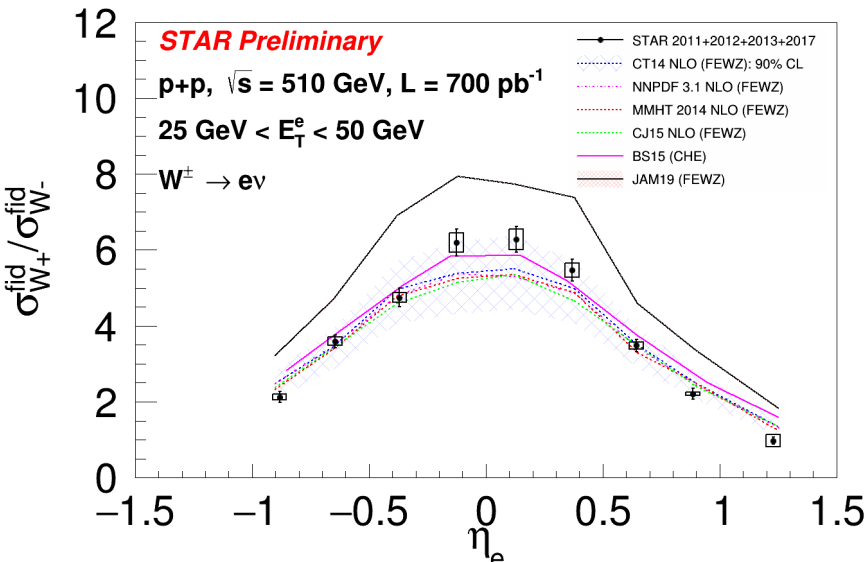 12
10
8
6
4
2
0
σ^fid_W+/σ^fid_W-
STAR Preliminary
p+p, √s = 510 GeV, L = 700 pb⁻¹
25 GeV < E^e_T < 50 GeV
W^± → eν
STAR 2011+2012+2013+2017
CT14 NLO (FEWZ): 90% CL
NNPDF 3.1 NLO (FEWZ)
MMHT 2014 NLO (FEWZ)
CJ15 NLO (FEWZ)
BS15 (CHE)
JAM19 (FEWZ)
−1.5 −1 −0.5 0 0.5 1 1.5
η_e